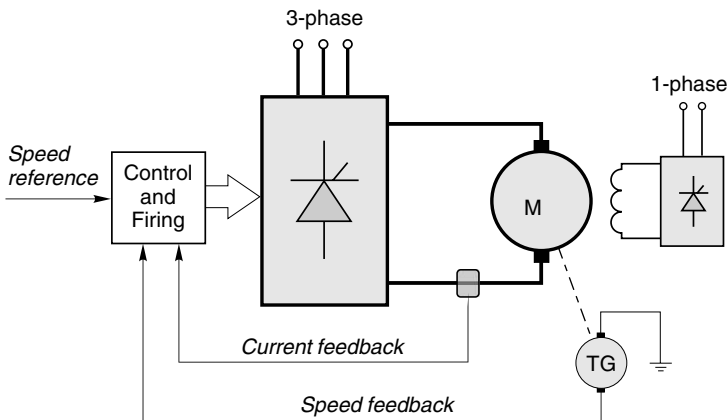 3-phase
1-phase
Speed
reference
Control
and
Firing
M
Current feedback
TG
Speed feedback